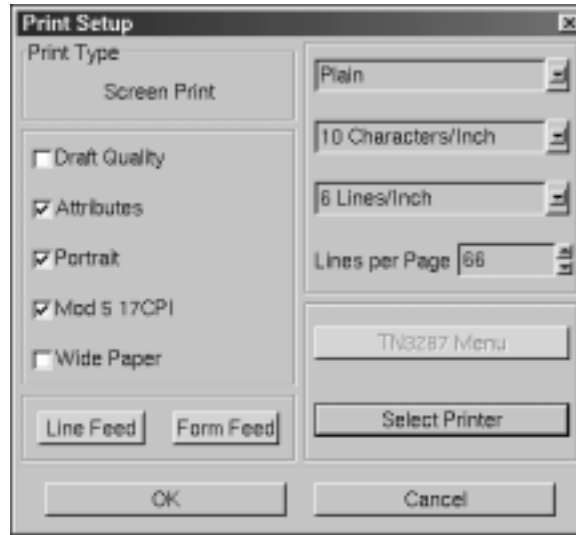 Print Setup
Print Type
Screen Print
Draft Quality
Attributes
Portrait
Mod 5 17CPI
Wide Paper
Line Feed
Form Feed
Plain
10 Characters/Inch
6 Lines/Inch
Lines per Page 66
TN3287 Menu
Select Printer
OK
Cancel